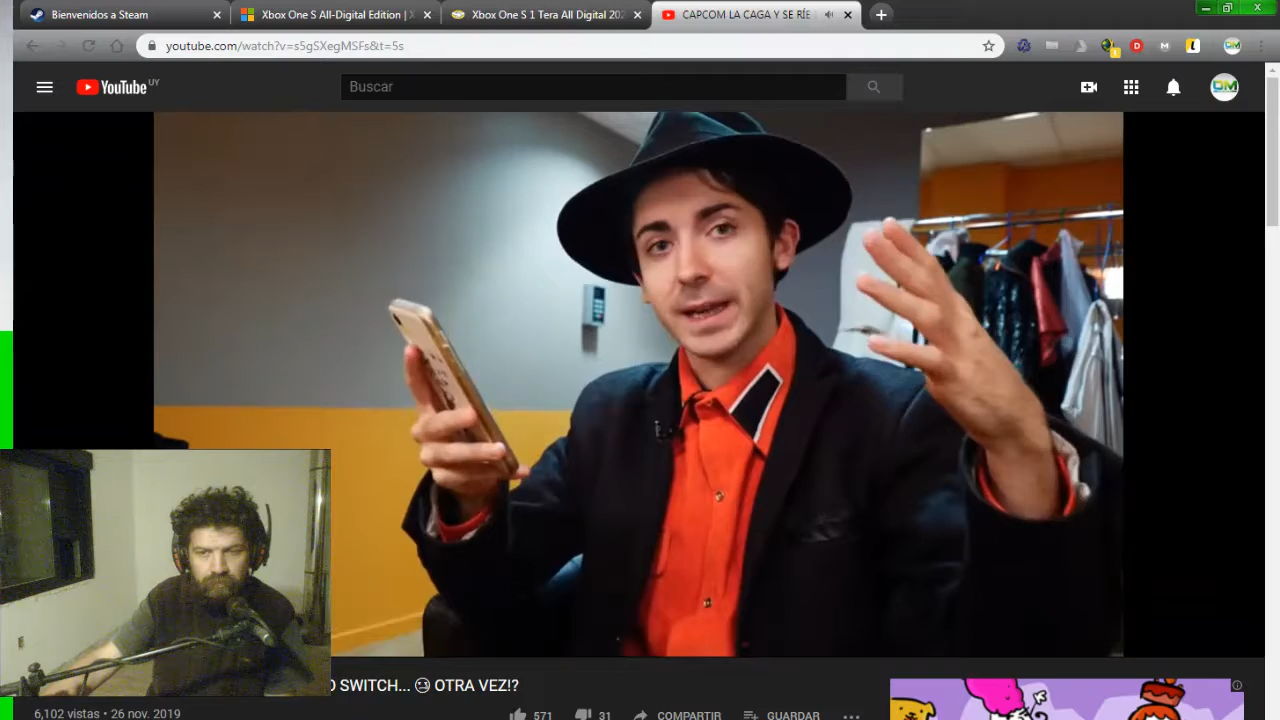 Bienvenidos a Steam
Xbox One S All-Digital Edition | X
Xbox One S 1 Tera All Digital 202
CAPCOM LA CAGA Y SE RÍE
youtube.com/watch?v=s5gSXegMSFs&t=5s
YouTube UY
Buscar
DM
O SWITCH... 😉 OTRA VEZ!?
6,102 vistas • 26 nov. 2019
571
31
COMPARTIR
GUARDAR